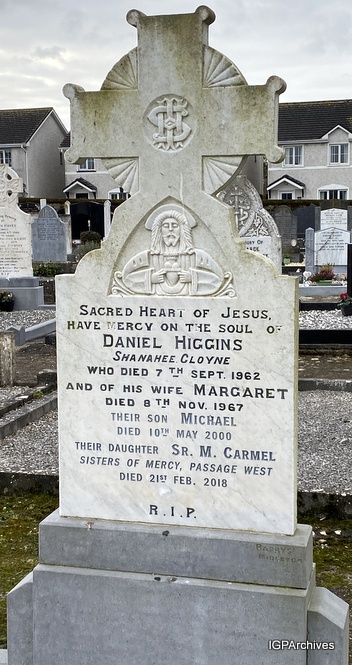 IHS
SACRED HEART OF JESUS,
HAVE MERCY ON THE SOUL OF
DANIEL HIGGINS
SHANAHEE CLOYNE
WHO DIED 7TH SEPT. 1962
AND OF HIS WIFE MARGARET
DIED 8TH NOV. 1967
THEIR SON MICHAEL
DIED 10TH MAY 2000
THEIR DAUGHTER SR. M. CARMEL
SISTERS OF MERCY, PASSAGE WEST
DIED 21ST FEB. 2018
R.I.P.
BARRYS
IGPArchives